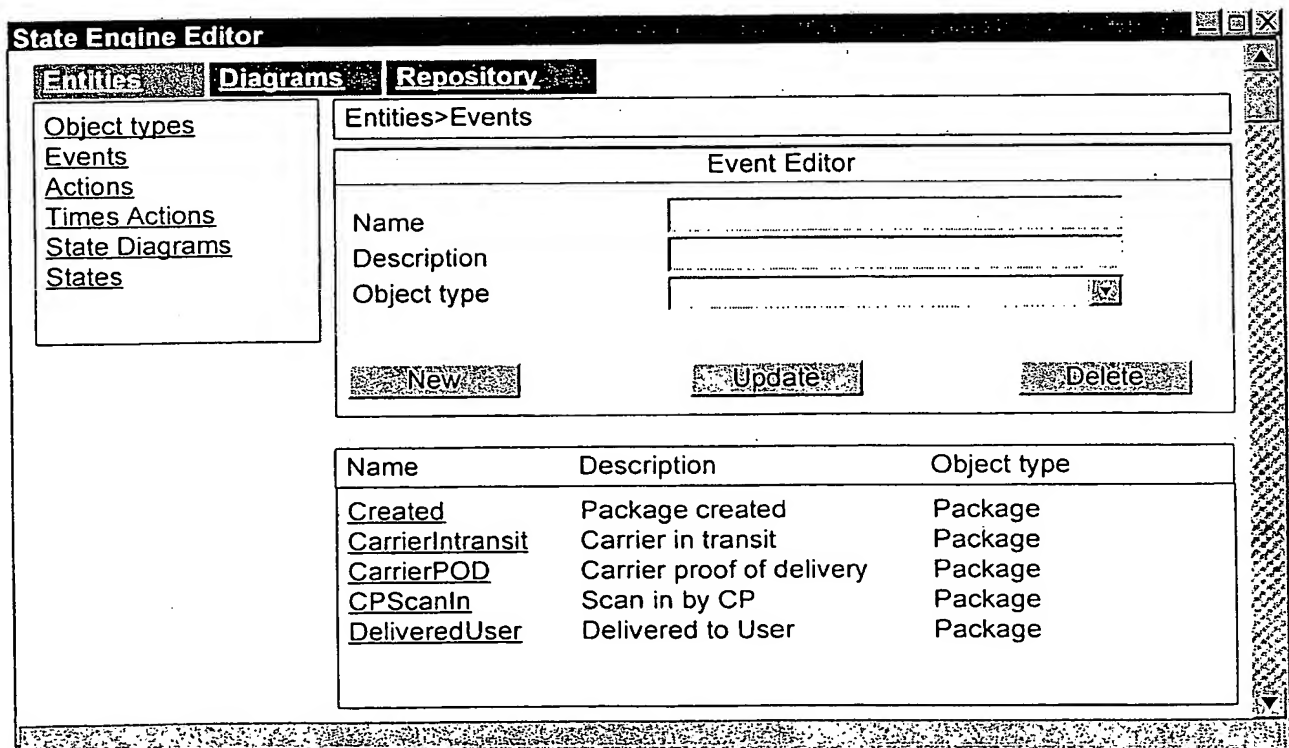 State Engine Editor
Entities Diagrams Repository
Object types
Events
Actions
Times Actions
State Diagrams
States
Entities>Events
Event Editor
Name
Description
Object type
New Update Delete
Name Description Object type
Created Package created Package
CarrierIntransit Carrier in transit Package
CarrierPOD Carrier proof of delivery Package
CPScanIn Scan in by CP Package
DeliveredUser Delivered to User Package